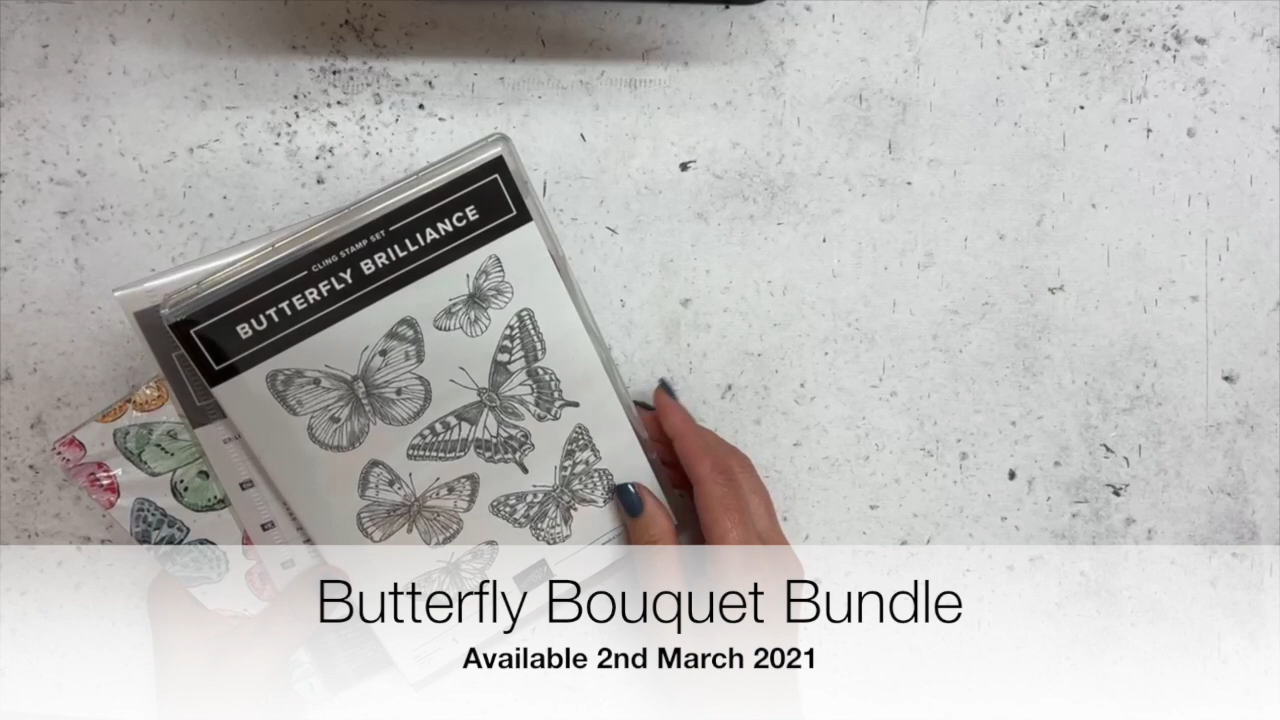 CLING STAMP SET
BUTTERFLY BRILLIANCE
Butterfly Bouquet Bundle
Available 2nd March 2021